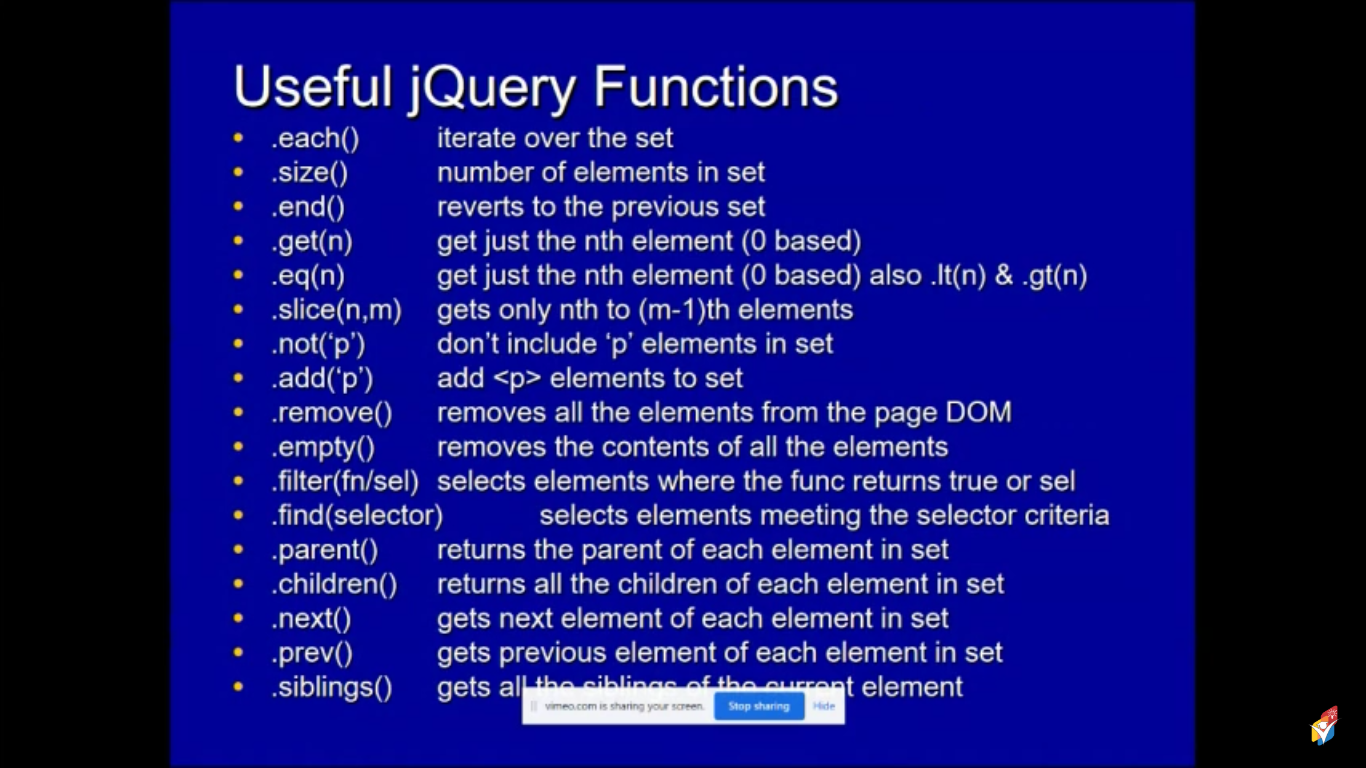 Useful jQuery Functions
• .each() iterate over the set
• .size() number of elements in set
• .end() reverts to the previous set
• .get(n) get just the nth element (0 based)
• .eq(n) get just the nth element (0 based) also .lt(n) & .gt(n)
• .slice(n,m) gets only nth to (m-1)th elements
• .not(‘p’) don’t include ‘p’ elements in set
• .add(‘p’) add <p> elements to set
• .remove() removes all the elements from the page DOM
• .empty() removes the contents of all the elements
• .filter(fn/sel) selects elements where the func returns true or sel
• .find(selector) selects elements meeting the selector criteria
• .parent() returns the parent of each element in set
• .children() returns all the children of each element in set
• .next() gets next element of each element in set
• .prev() gets previous element of each element in set
• .siblings() gets all the siblings of the current element
vimeo.com is sharing your screen. Stop sharing Hide